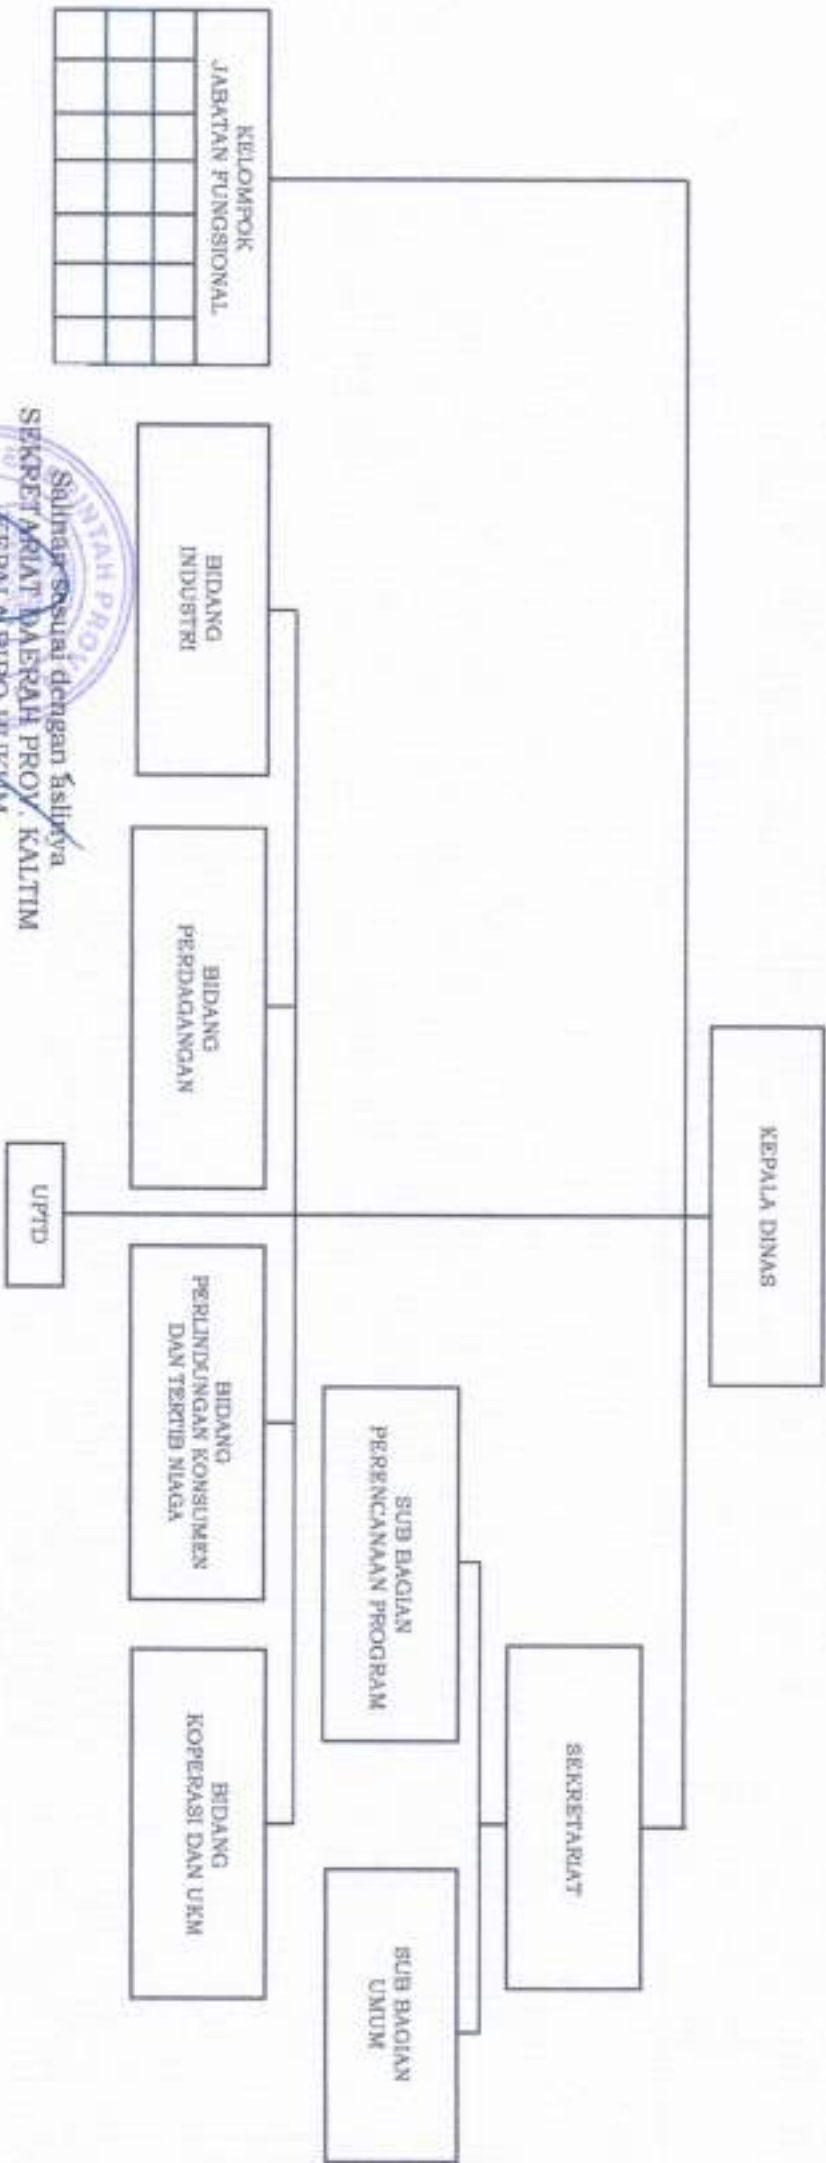 KEPALA DINAS
SEKRETARIAT
SUB BAGIAN
PERENCANAAN PROGRAM
SUB BAGIAN
UMUM
KELOMPOK
JABATAN FUNGSIONAL
BIDANG
INDUSTRI
BIDANG
PERDAGANGAN
BIDANG
PERLINDUNGAN KONSUMEN
DAN TERTIB NIAGA
BIDANG
KOPERASI DAN UKM
UPTD
Salinan sesuai dengan aslinya
SEKRETARIAT DAERAH PROV. KALTIM